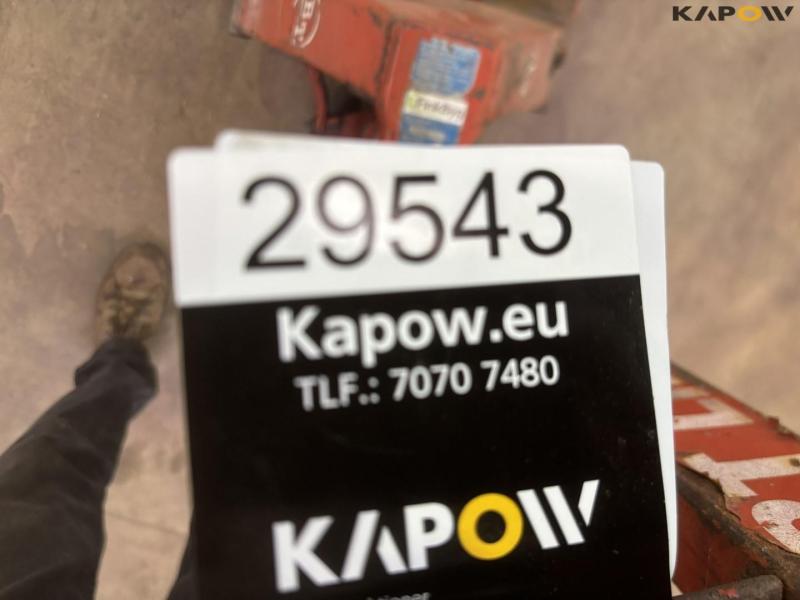 KAPOW
29543
Kapow.eu
TLF.: 7070 7480
KAPOW